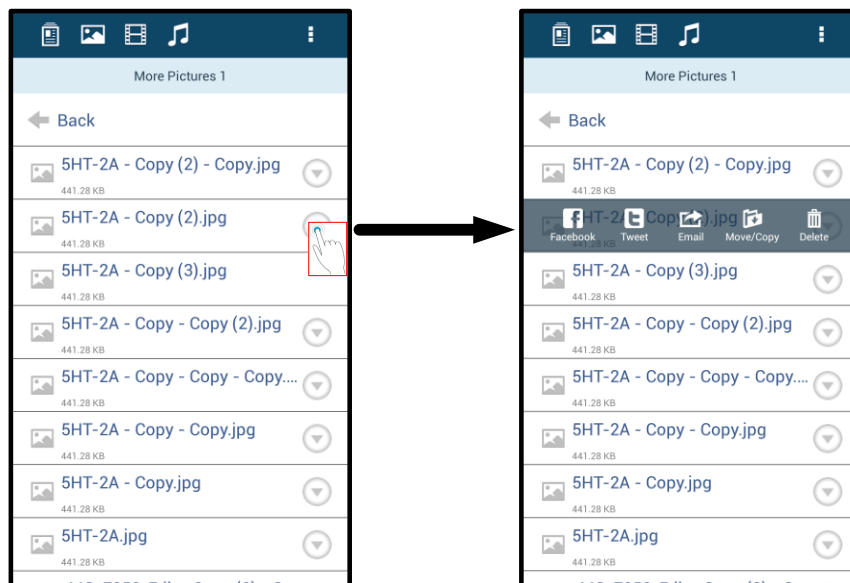 More Pictures 1
Back
5HT-2A - Copy (2) - Copy.jpg
441.28 KB
5HT-2A - Copy (2).jpg
441.28 KB
5HT-2A - Copy (3).jpg
441.28 KB
5HT-2A - Copy - Copy (2).jpg
441.28 KB
5HT-2A - Copy - Copy - Copy....
441.28 KB
5HT-2A - Copy - Copy.jpg
441.28 KB
5HT-2A - Copy.jpg
441.28 KB
5HT-2A.jpg
441.28 KB
More Pictures 1
Back
5HT-2A - Copy (2) - Copy.jpg
441.28 KB
Facebook Tweet Email Move/Copy Delete
5HT-2A - Copy (3).jpg
441.28 KB
5HT-2A - Copy - Copy (2).jpg
441.28 KB
5HT-2A - Copy - Copy - Copy....
441.28 KB
5HT-2A - Copy - Copy.jpg
441.28 KB
5HT-2A - Copy.jpg
441.28 KB
5HT-2A.jpg
441.28 KB